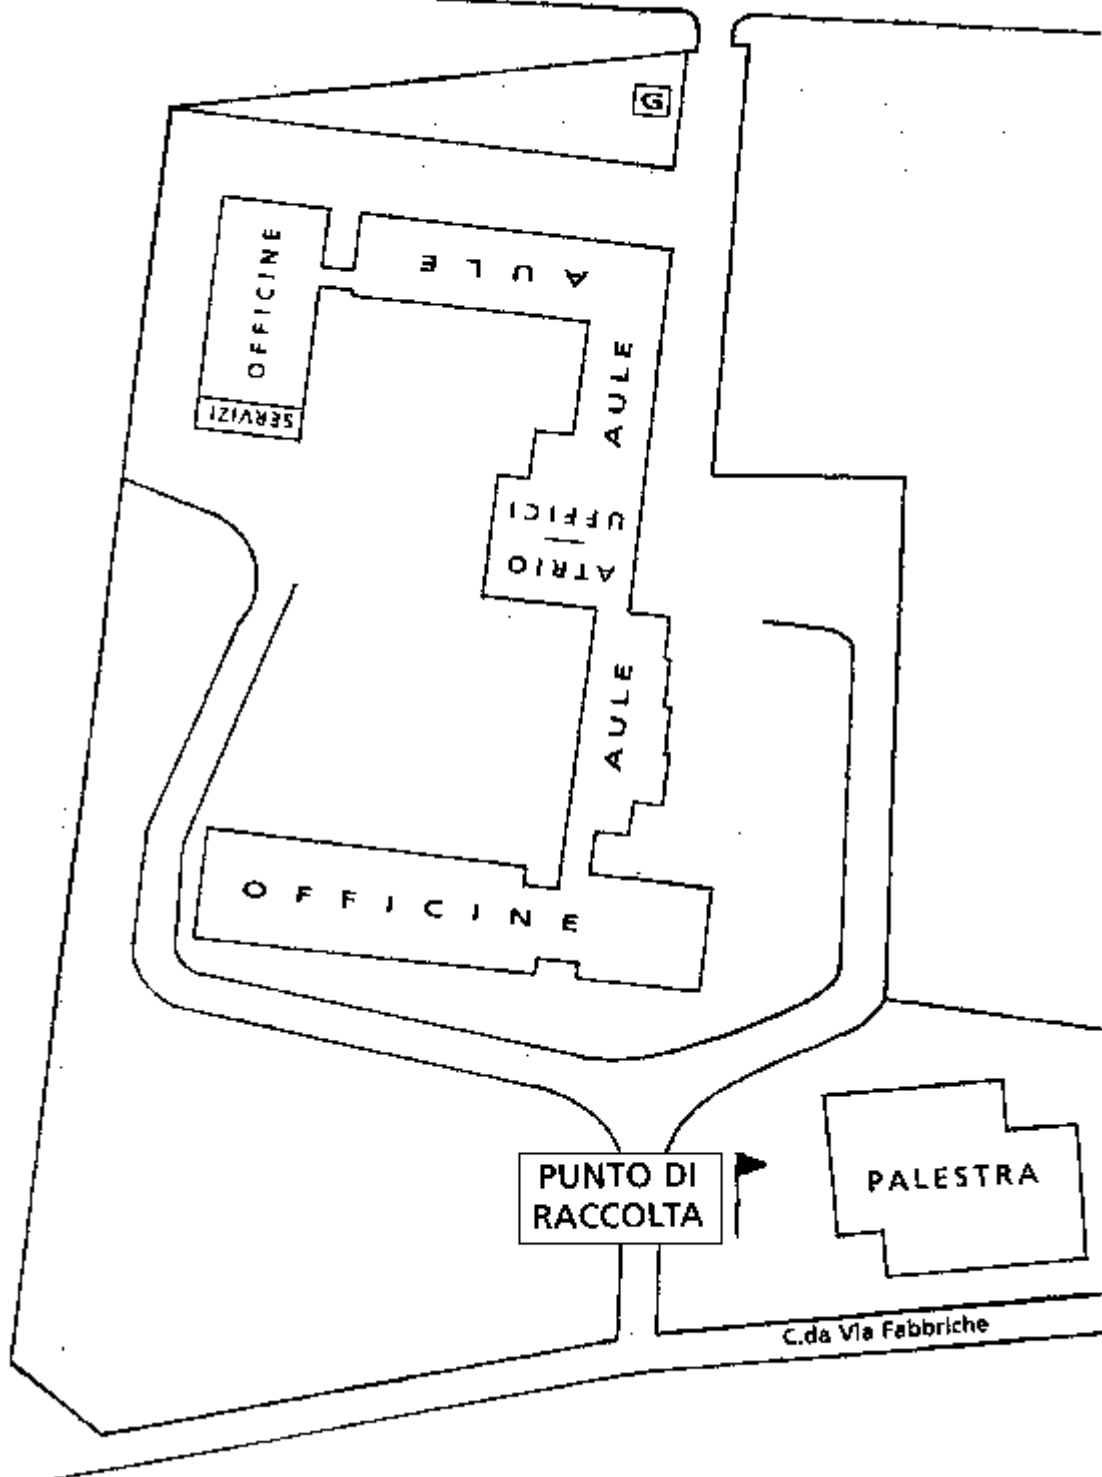 G
OFFICINE
AULE
SERVIZI
AULE
UFFICI
ATRIO
AULE
OFFICINE
PUNTO DI
RACCOLTA
PALESTRA
C.da Via Fabbriche